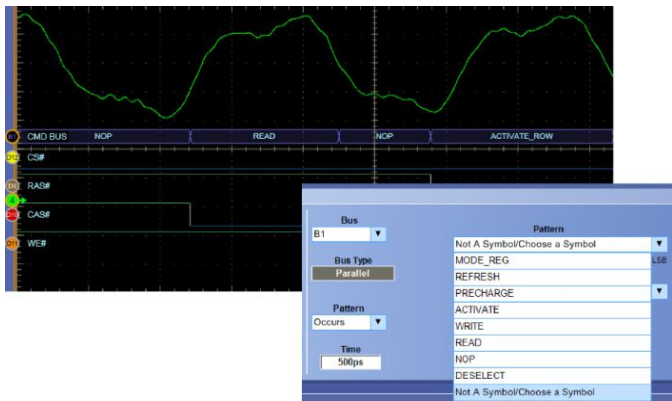 B1 CMD BUS NOP READ NOP ACTIVATE_ROW
D12 CS#
D9 RAS#
4
D10 CAS#
D11 WE#
Bus
B1
Bus Type
Parallel
Pattern
Occurs
Time
500ps
Pattern
Not A Symbol/Choose a Symbol
MODE_REG
LSB
REFRESH
PRECHARGE
ACTIVATE
WRITE
READ
NOP
DESELECT
Not A Symbol/Choose a Symbol